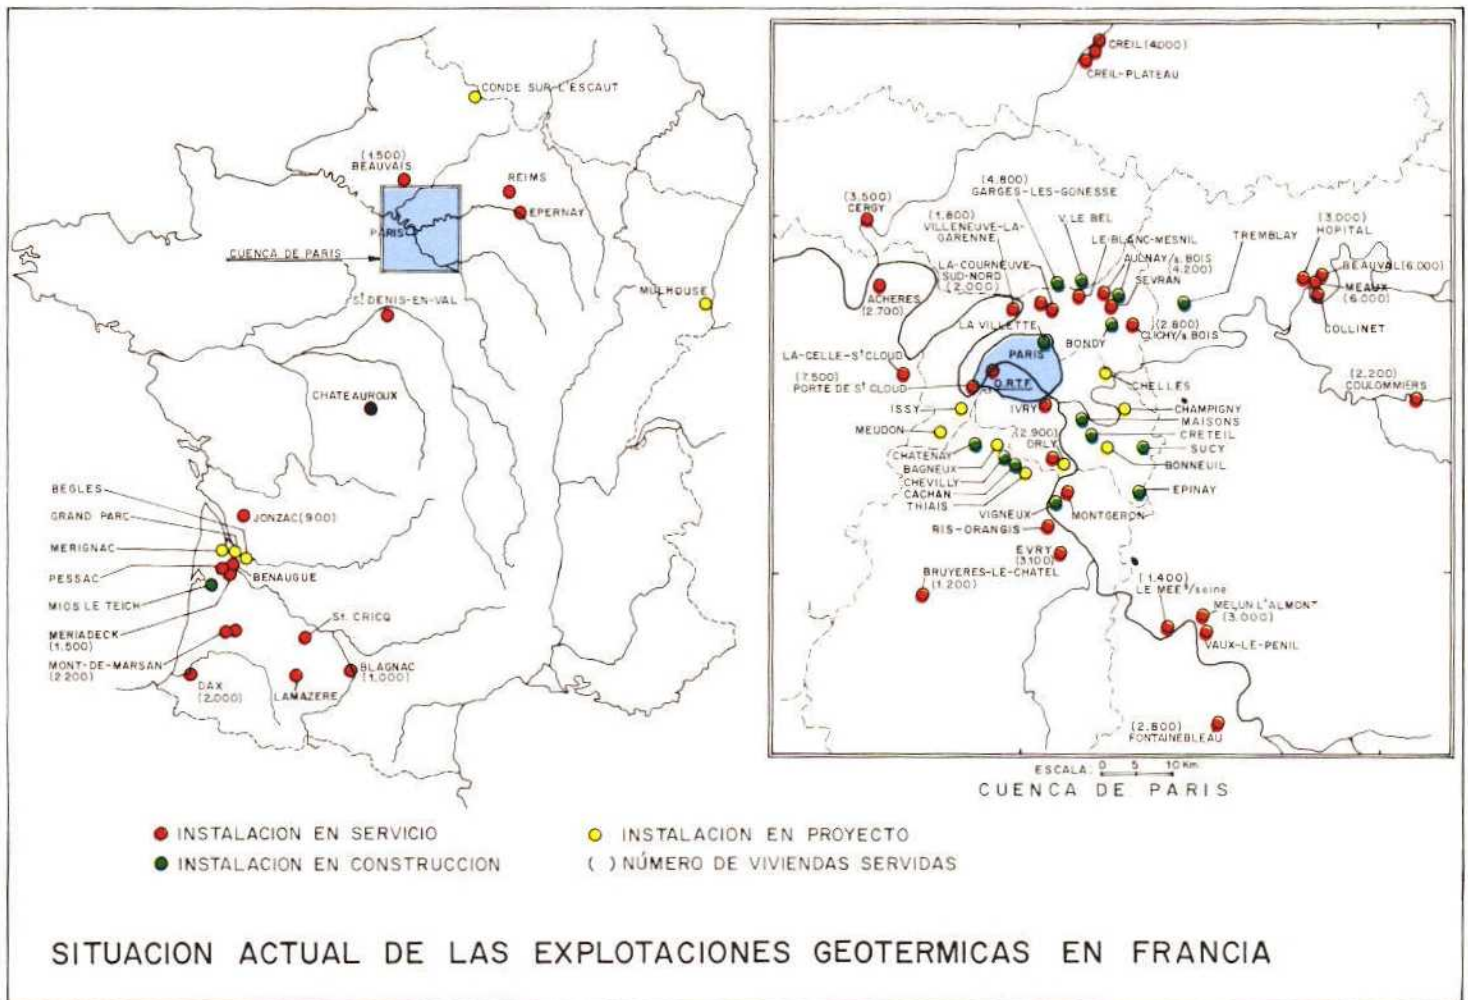 CONDE SUR L'ESCAUT
(1.500)
BEAUVAIS
REIMS
EPERNAY
PARIS
CUENCA DE PARIS
St DENIS-EN-VAL
MULHOUSE
CHATEAUROUX
BEGLES
GRAND PARC
JONZAC (900)
MERIGNAC
PESSAC
BENAUGUE
MIOS LE TEICH
MERIADECK
(1.500)
St. CRICQ
MONT-DE-MARSAN
(2.200)
DAX
(2.000)
LAMAZERE
BLAGNAC
(1.000)
CREIL (4.000)
CREIL-PLATEAU
(4.800)
GARGES-LES-GONESSE
(3.500)
CERGY
(1.800)
VILLENEUVE-LA-
GARENNE
V. LE BEL
LE-BLANC-MESNIL
AULNAY/s. BOIS
(4.200)
SEVRAN
TREMBLAY
(3.000)
HOPITAL
BEAUVAL (6.000)
MEAUX
(6.000)
COLLINET
LA-COURNEUVE
SUD-NORD
(2.000)
ACHERES
(2.700)
LA VILLETTE
BONDY
(2.800)
CLICHY/s BOIS
PARIS
LA-CELLE-St CLOUD
(7.500)
PORTE DE St CLOUD
O.R.T.F.
CHELLES
(2.200)
COULOMMIERS
ISSY
IVRY
CHAMPIGNY
MAISONS
MEUDON
(2.900)
ORLY
CRETEIL
SUCY
CHATENAY
BAGNEUX
BONNEUIL
CHEVILLY
CACHAN
THIAIS
EPINAY
VIGNEUX
MONTGERON
RIS-ORANGIS
EVRY
(3.100)
BRUYERES-LE-CHATEL
(1.200)
(1.400)
LE MEE s/seine
MELUN L'ALMONT
(3.000)
VAUX-LE-PENIL
(2.800)
FONTAINEBLEAU
ESCALA: 0 5 10 Km.
CUENCA DE PARIS
INSTALACION EN SERVICIO
INSTALACION EN PROYECTO
INSTALACION EN CONSTRUCCION
( ) NÚMERO DE VIVIENDAS SERVIDAS
SITUACION ACTUAL DE LAS EXPLOTACIONES GEOTERMICAS EN FRANCIA